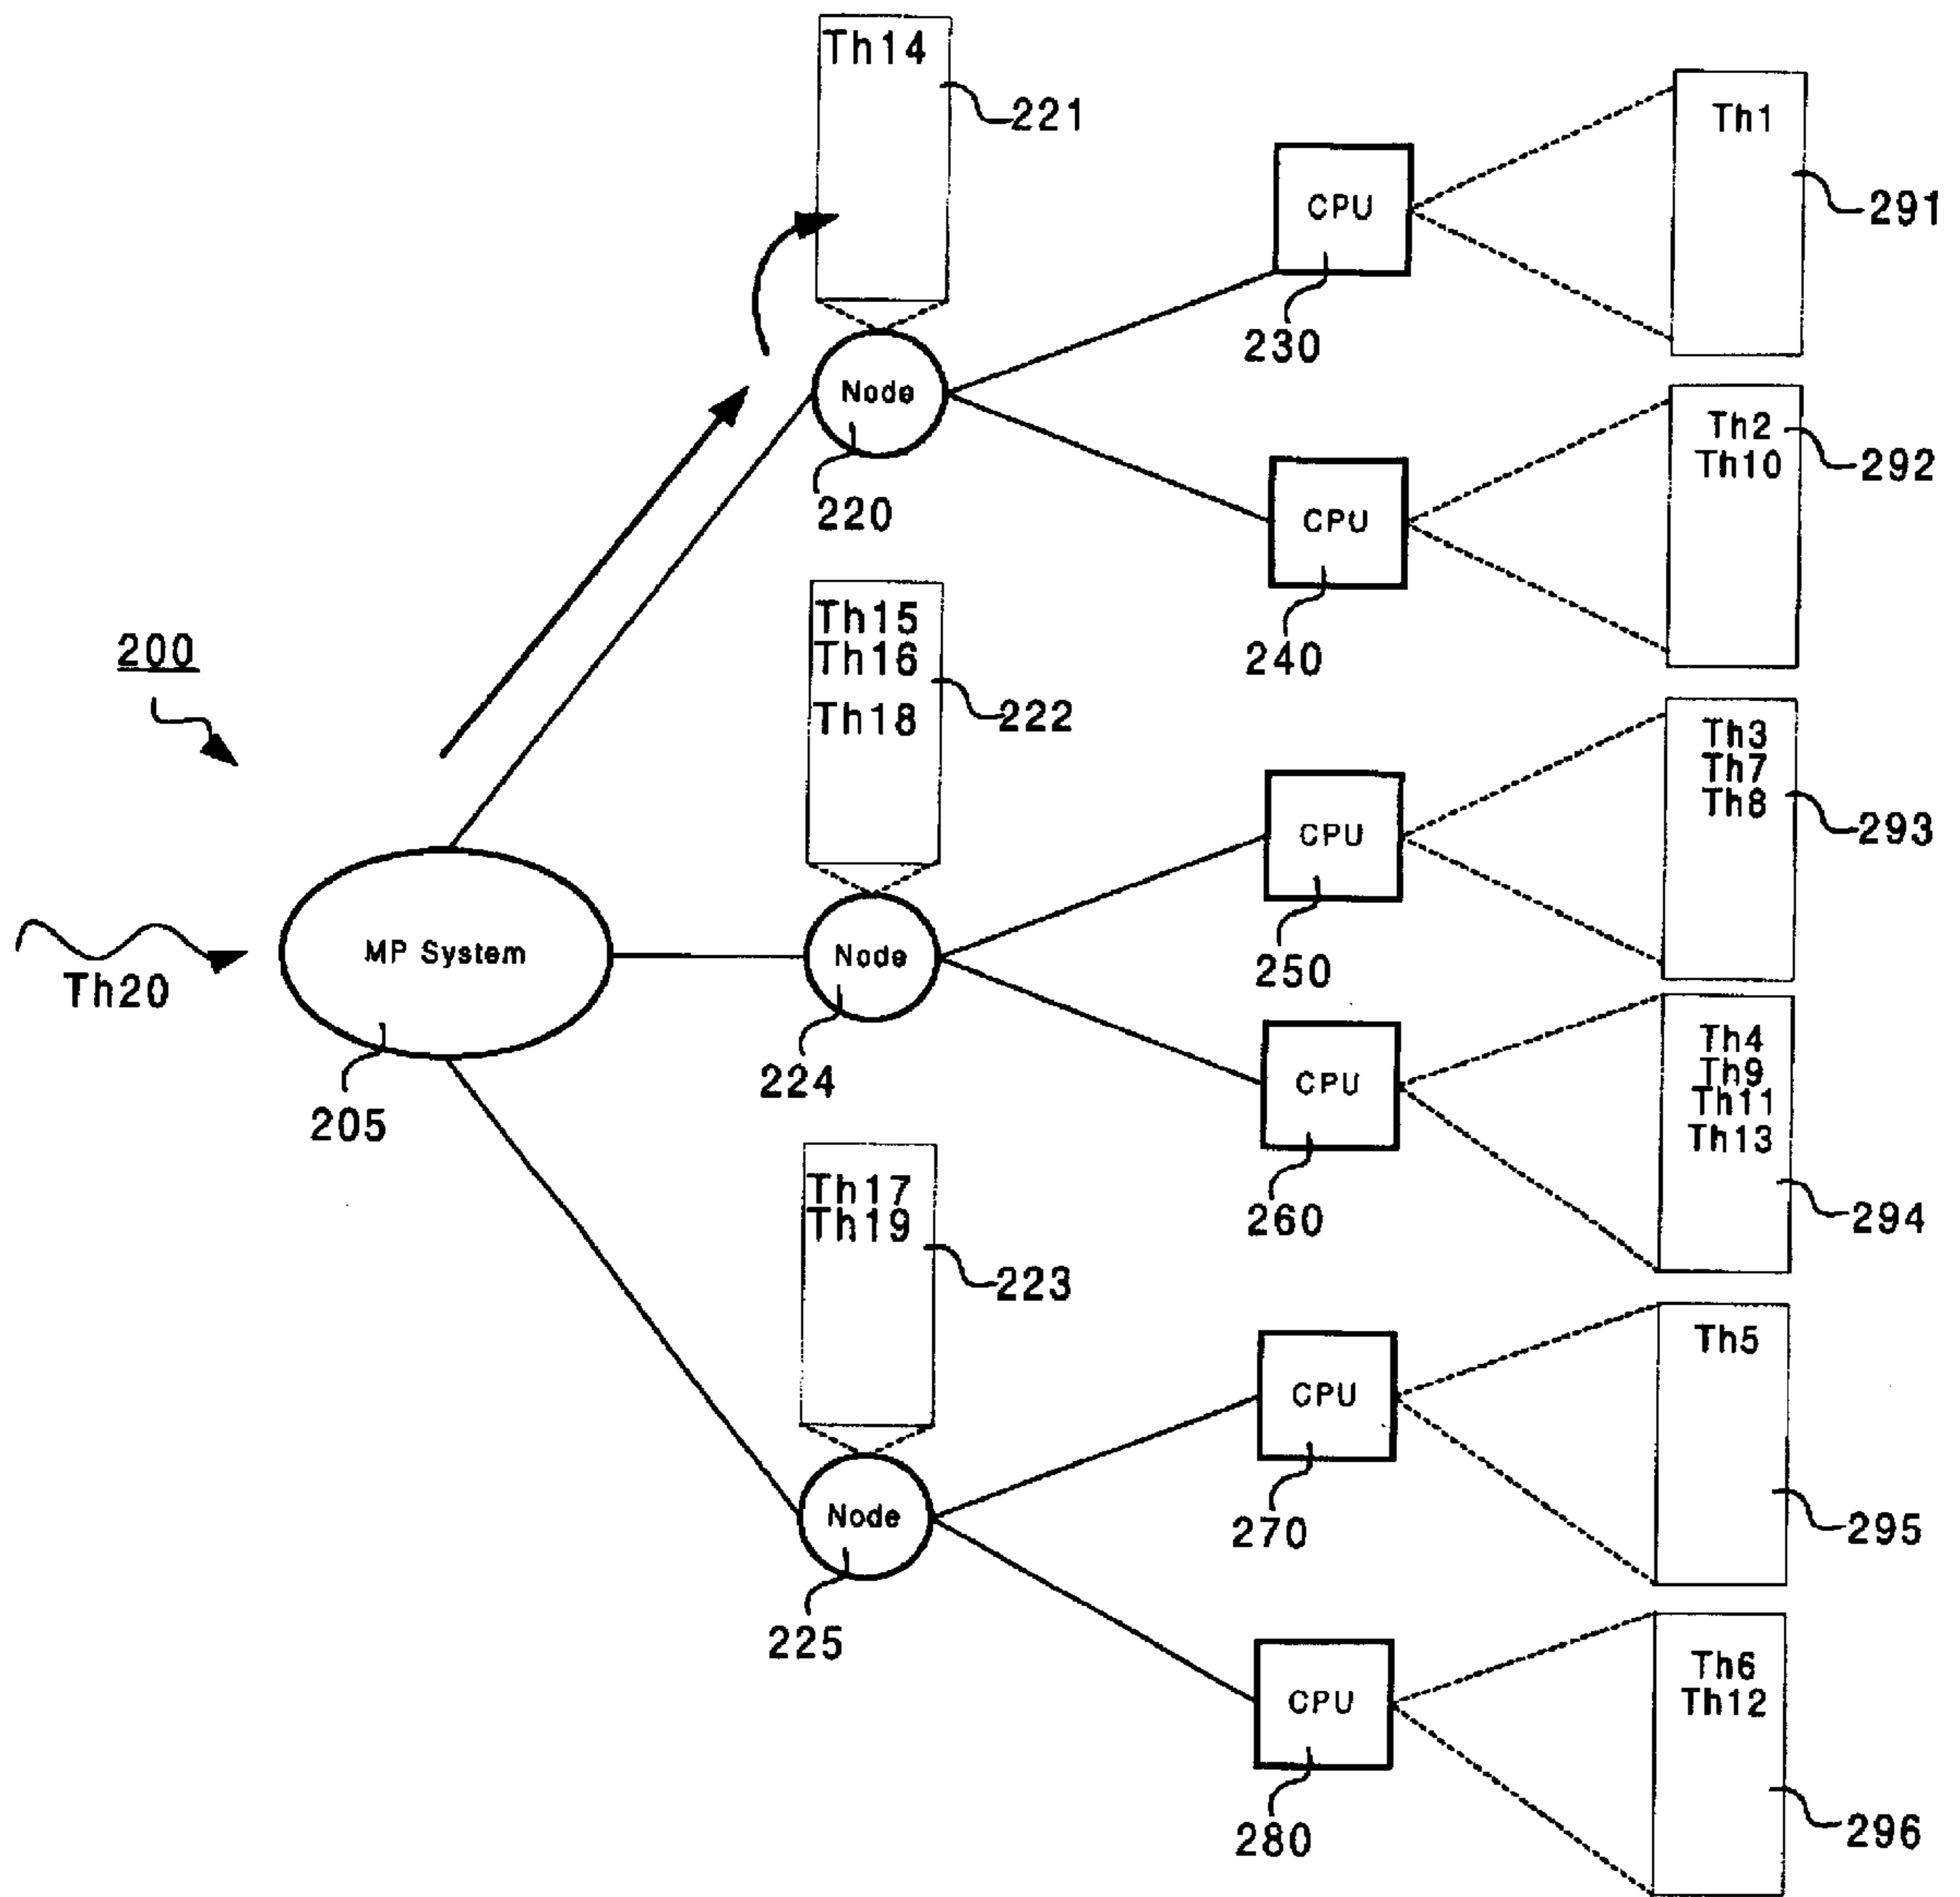 Th14
221
Th1
CPU
291
230
Node
Th2
Th10
292
220
CPU
240
200
Th15
Th16
Th18
222
Th3
Th7
Th8
293
CPU
250
MP System
Node
Th20
224
205
Th4
Th9
Th11
Th13
CPU
294
260
Th17
Th19
223
Th5
CPU
295
270
Node
225
Th6
Th12
CPU
296
280